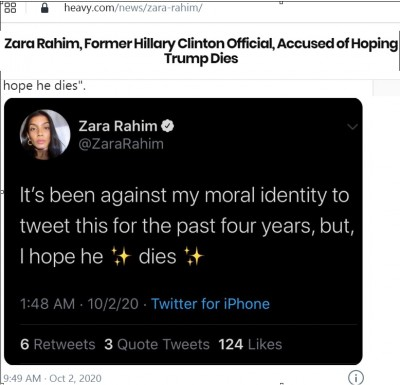 heavy.com/news/zara-rahim/
Zara Rahim, Former Hillary Clinton Official, Accused of Hoping
Trump Dies
hope he dies".
Zara Rahim
@ZaraRahim
It's been against my moral identity to
tweet this for the past four years, but,
I hope he ✨ dies ✨
1:48 AM · 10/2/20 · Twitter for iPhone
6 Retweets 3 Quote Tweets 124 Likes
9:49 AM · Oct 2, 2020